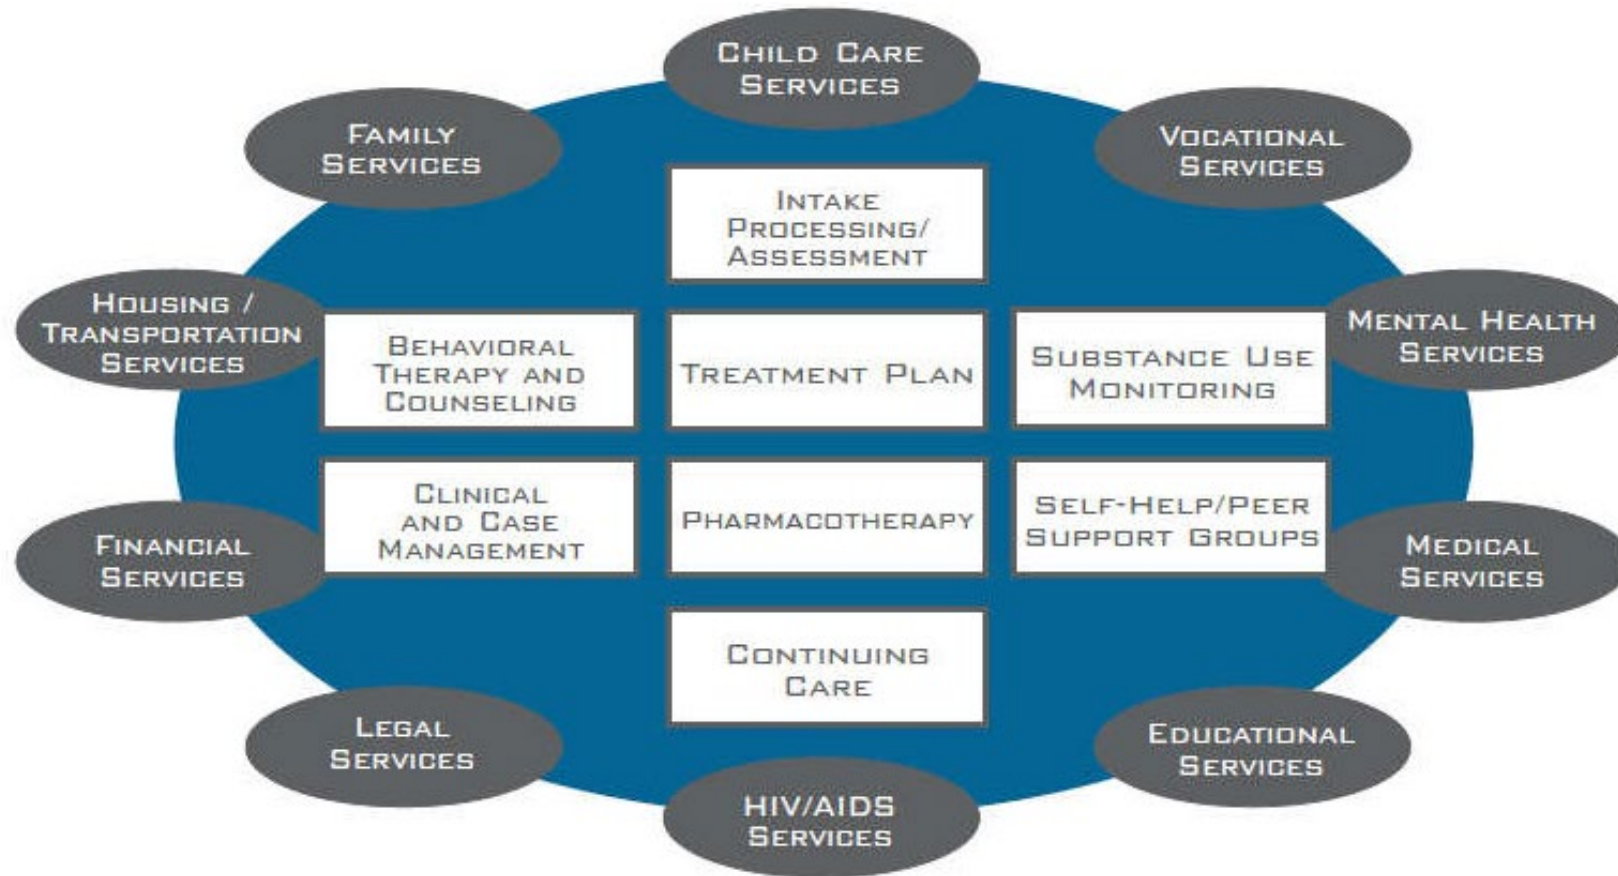 Child Care
Services
Family
Services
Vocational
Services
Intake
Processing/
Assessment
Housing /
Transportation
Services
Behavioral
Therapy and
Counseling
Treatment Plan
Substance Use
Monitoring
Mental Health
Services
Financial
Services
Clinical
and Case
Management
Pharmacotherapy
Self-Help/Peer
Support Groups
Medical
Services
Continuing
Care
Legal
Services
HIV/AIDS
Services
Educational
Services